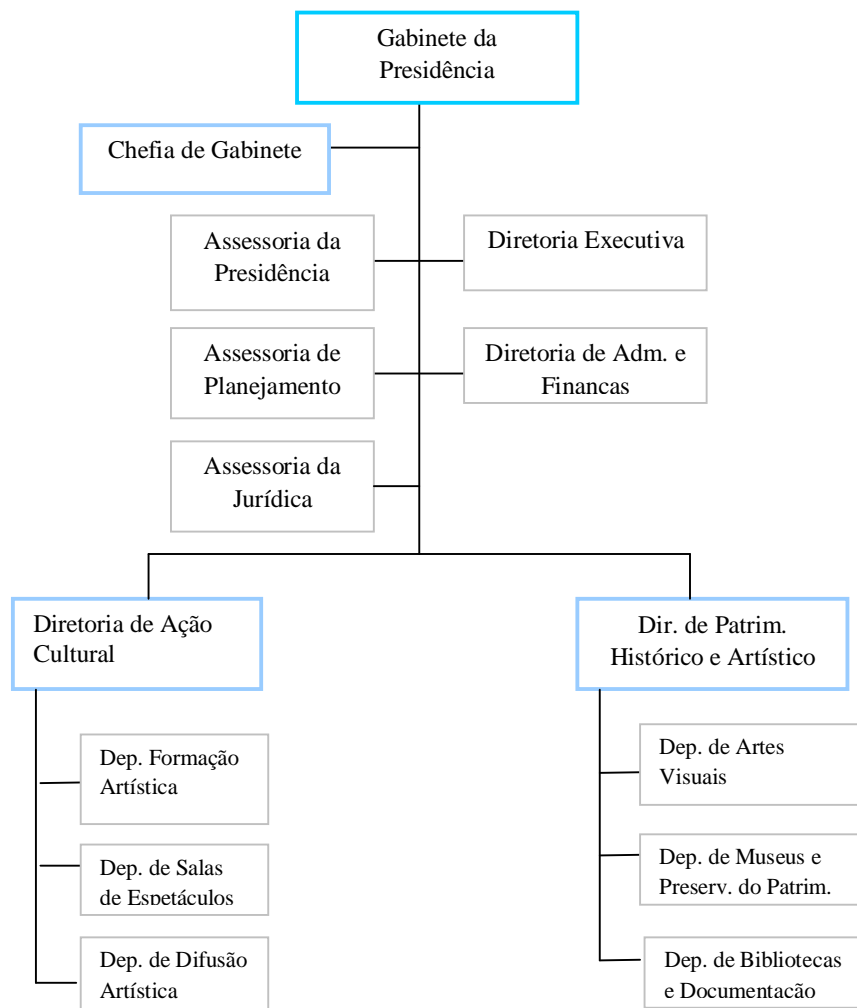 Gabinete da
Presidência
Chefia de Gabinete
Assessoria da
Presidência
Diretoria Executiva
Assessoria de
Planejamento
Diretoria de Adm. e
Financas
Assessoria da
Jurídica
Diretoria de Ação
Cultural
Dir. de Patrim.
Histórico e Artístico
Dep. Formação
Artística
Dep. de Artes
Visuais
Dep. de Salas
de Espetáculos
Dep. de Museus e
Preserv. do Patrim.
Dep. de Difusão
Artística
Dep. de Bibliotecas
e Documentacão